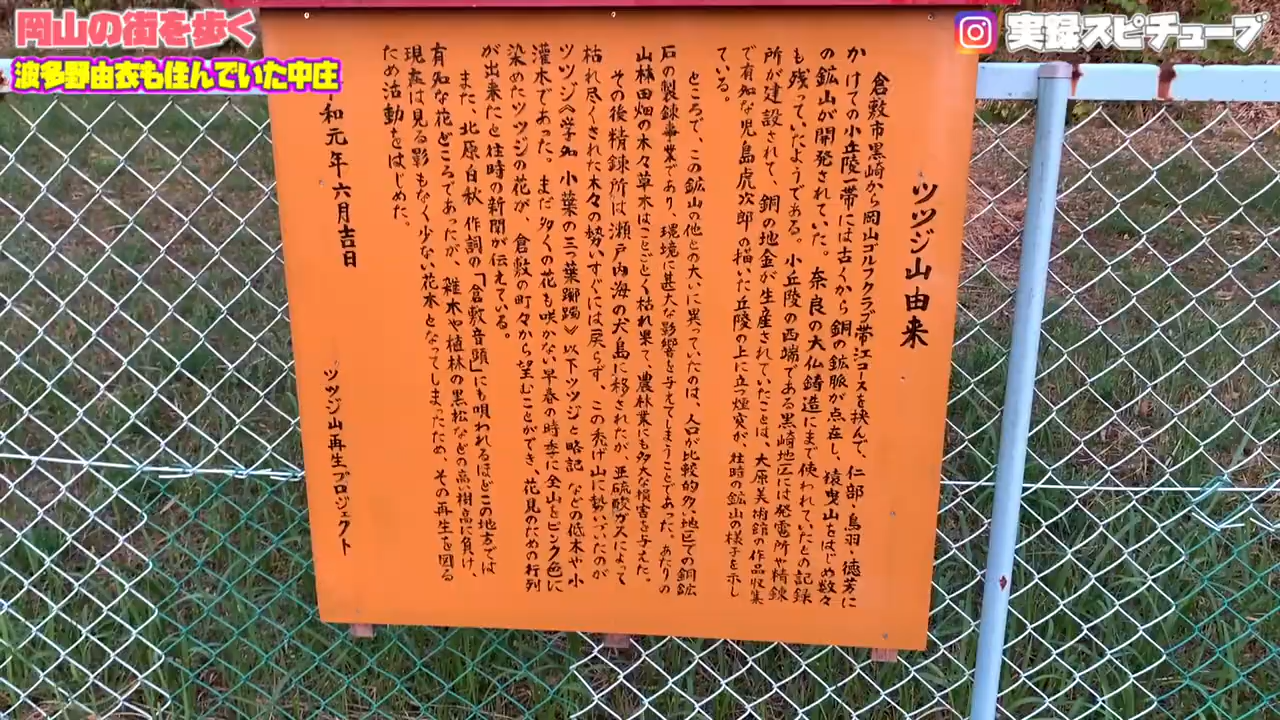 岡山の街を歩く
波多野由衣も住んでいた中庄
実録スピチューブ
ツツジ山由来
倉敷市黒崎から岡山ゴルフクラブ帯江コースを挟んで、仁部・鳥羽・徳芳に
かけての小丘陵一帯には古くから銅の鉱脈が点在し、猿曳山をはじめ数々
の鉱山が開発されていた。奈良の大仏鋳造にまで使われていたとの記録
も残っていたようである。小丘陵の西端である黒崎地区には発電所や精錬
所が建設されて、銅の地金が生産されていたことは、大原美術館の作品収集
で有名な児島虎次郎の描いた丘陵の上に立つ煙突が、往時の鉱山の様子を示し
ている。
ところで、この鉱山の他との大いに異っていたのは、人口が比較的多い地区での銅鉱
石の製錬事業であり、環境に甚大な影響を与えてしまうことであった。あたりの
山林田畑の木々草木はことごとく枯れ果て、農林業にも多大な損害を与えた。
その後精錬所は瀬戸内海の犬島に移されたが、亜硫酸ガスによって
枯れ尽くされた木々の勢いすぐには戻らず、この禿げ山に勢いづいたのが
ツツジ《学名 小葉の三つ葉躑躅》以下ツツジと略記 などの低木や小
灌木であった。まだ多くの花も咲かない早春の時季に全山をピンク色に
染めたツツジの花が、倉敷の町々から望むことができ、花見のための行列
が出来たと往時の新聞が伝えている。
また、北原白秋 作詞の「倉敷音頭」にも唄われるほどこの地方では
有名な花どころであったが、雑木や植林の黒松などの高い樹高に負け、
現在は見る影もなく少ない花木となってしまったため、その再生を図る
ため活動をはじめた。
和元年 六月吉日
ツツジ山再生プロジェクト